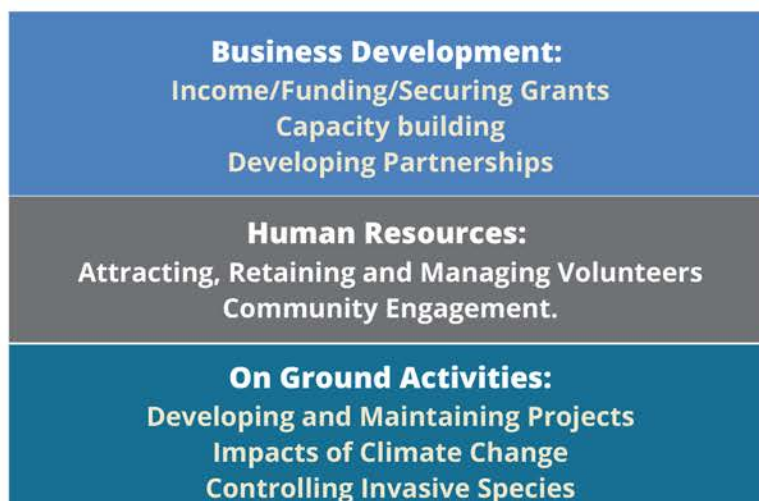 Business Development:
Income/Funding/Securing Grants
Capacity building
Developing Partnerships
Human Resources:
Attracting, Retaining and Managing Volunteers
Community Engagement.
On Ground Activities:
Developing and Maintaining Projects
Impacts of Climate Change
Controlling Invasive Species